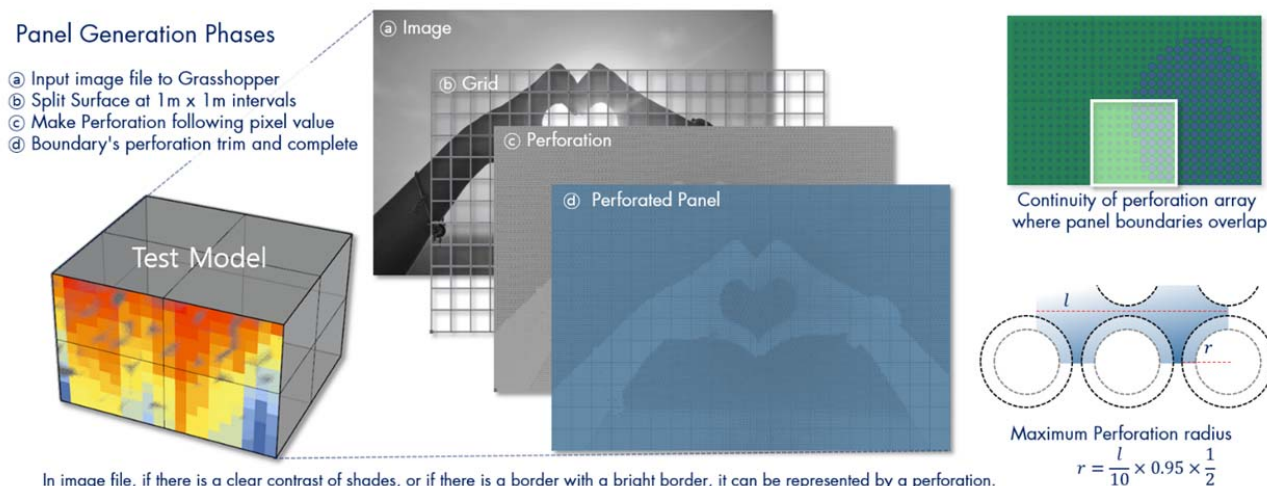 Panel Generation Phases
ⓐ Input image file to Grasshopper
ⓑ Split Surface at 1m x 1m intervals
ⓒ Make Perforation following pixel value
ⓓ Boundary's perforation trim and complete
Test Model
ⓐ Image
ⓑ Grid
ⓒ Perforation
ⓓ Perforated Panel
Continuity of perforation array
where panel boundaries overlap
l
r
Maximum Perforation radius
r = l/10 × 0.95 × 1/2
In image file, if there is a clear contrast of shades, or if there is a border with a bright border, it can be represented by a perforation.